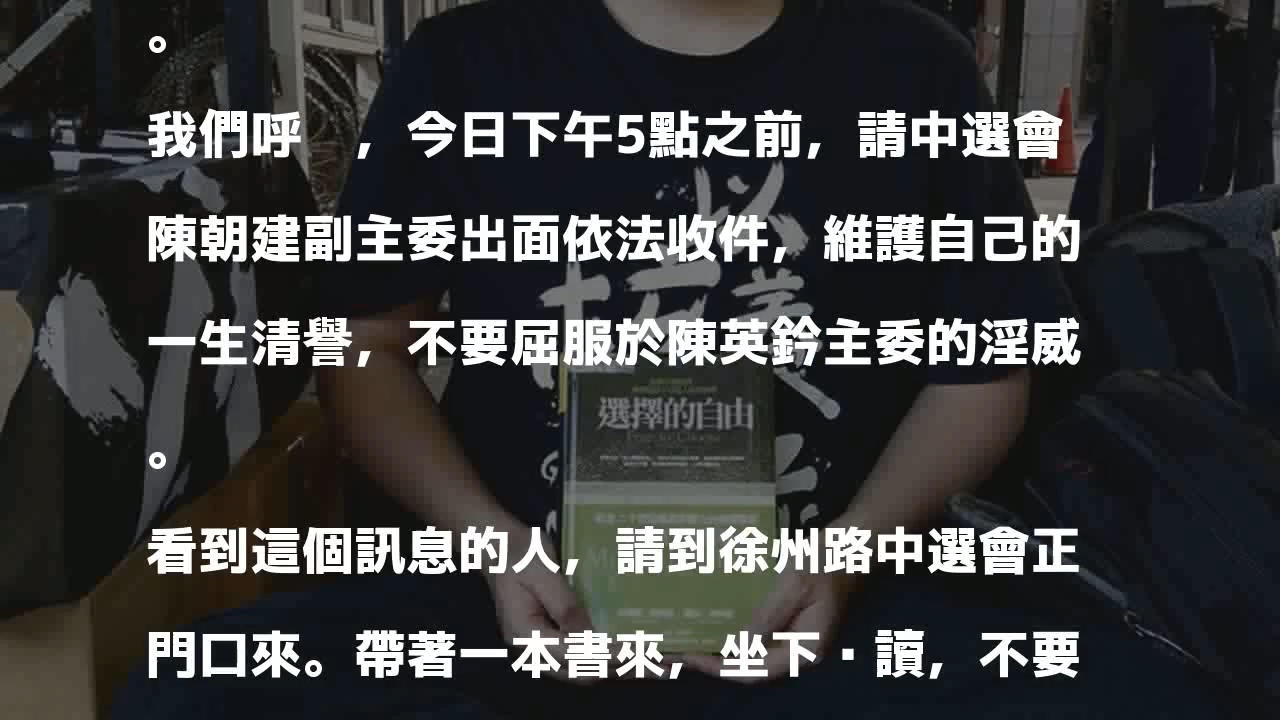 。
我們呼　，今日下午5點之前，請中選會
陳朝建副主委出面依法收件，維護自己的
一生清譽，不要屈服於陳英鈐主委的淫威
。
選擇的自由
Free to Choose
看到這個訊息的人，請到徐州路中選會正
門口來。帶著一本書來，坐下·讀，不要